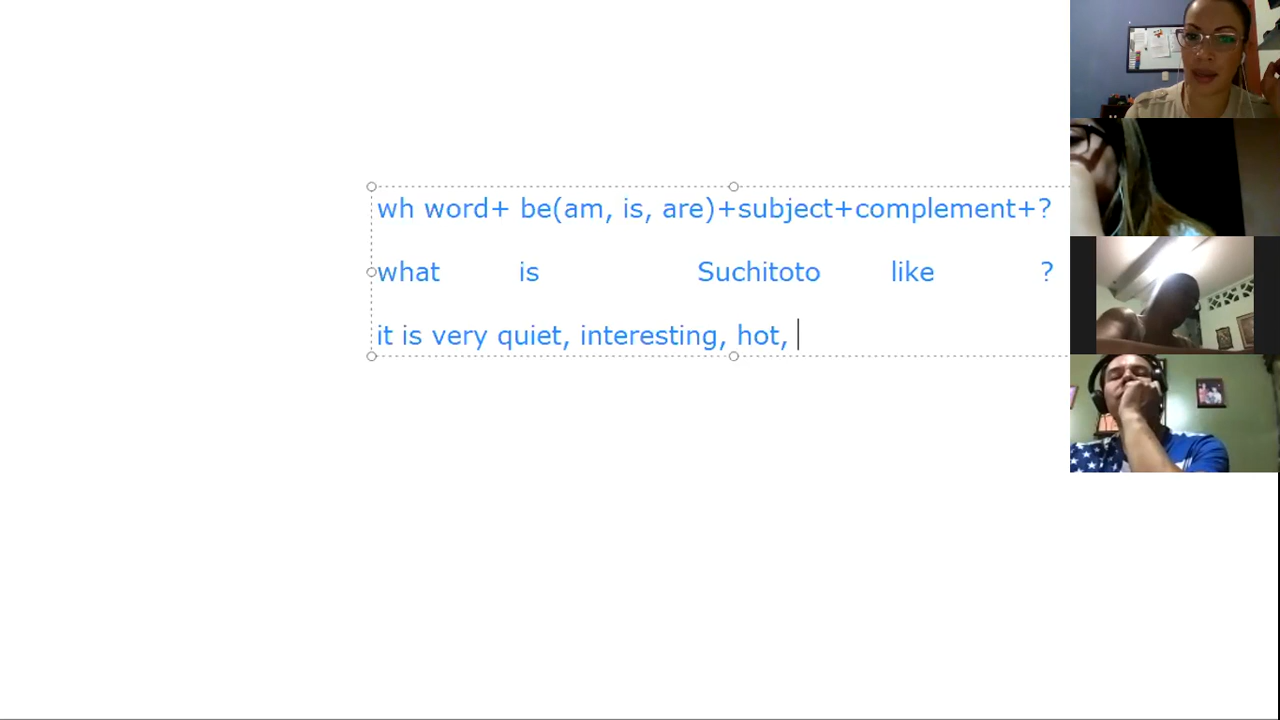 wh word+ be(am, is, are)+subject+complement+?
what is Suchitoto like ?
it is very quiet, interesting, hot,